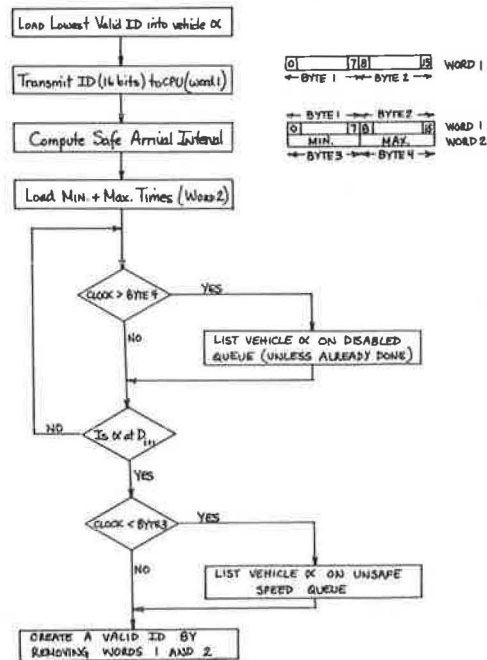 LOAD LOWEST VALID ID INTO VEHICLE α
Transmit ID (16 bits) to CPU (word 1)
Compute Safe Arrival Interval
Load Min. + Max. Times (Word 2)
CLOCK > BYTE 4
YES
NO
LIST VEHICLE α ON DISABLED
QUEUE (UNLESS ALREADY DONE)
Is α at D
NO
YES
CLOCK < BYTE 3
YES
NO
LIST VEHICLE α ON UNSAFE
SPEED QUEUE
CREATE A VALID ID BY
REMOVING WORDS 1 AND 2
0 7 8 15 WORD 1
BYTE 1 BYTE 2
BYTE 1 BYTE 2
0 7 8 15 WORD 1
MIN. MAX. WORD 2
BYTE 3 BYTE 4